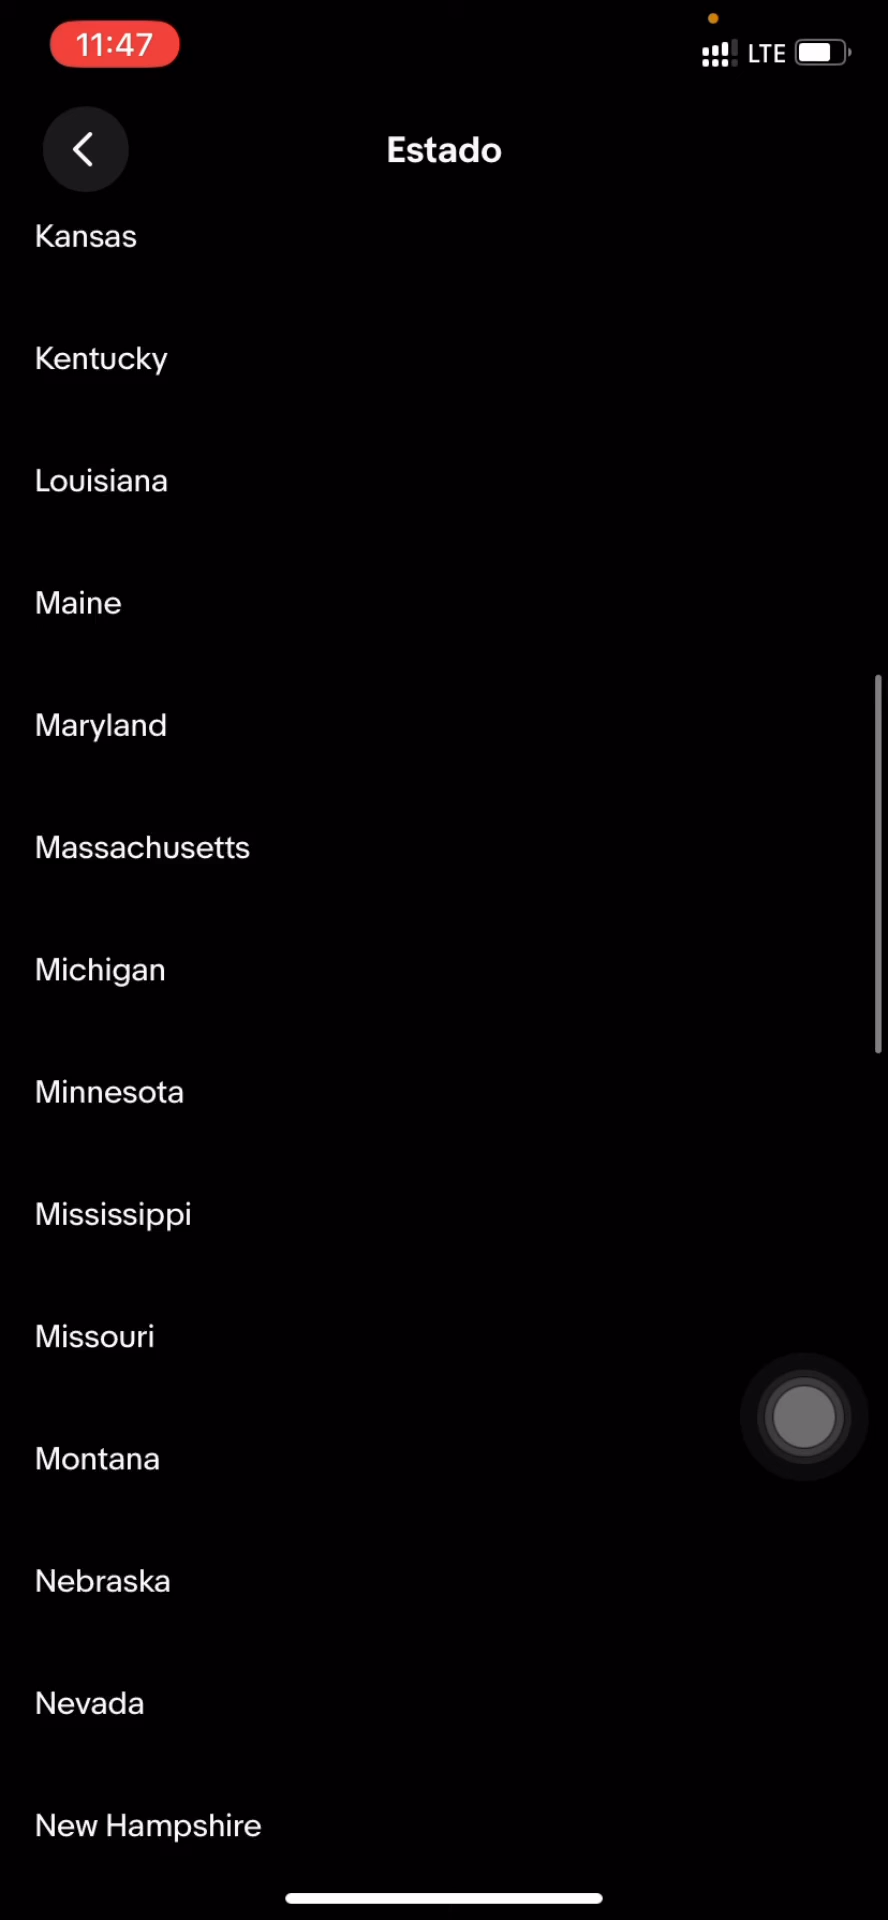 11:47
LTE
Estado
Kansas
Kentucky
Louisiana
Maine
Maryland
Massachusetts
Michigan
Minnesota
Mississippi
Missouri
Montana
Nebraska
Nevada
New Hampshire